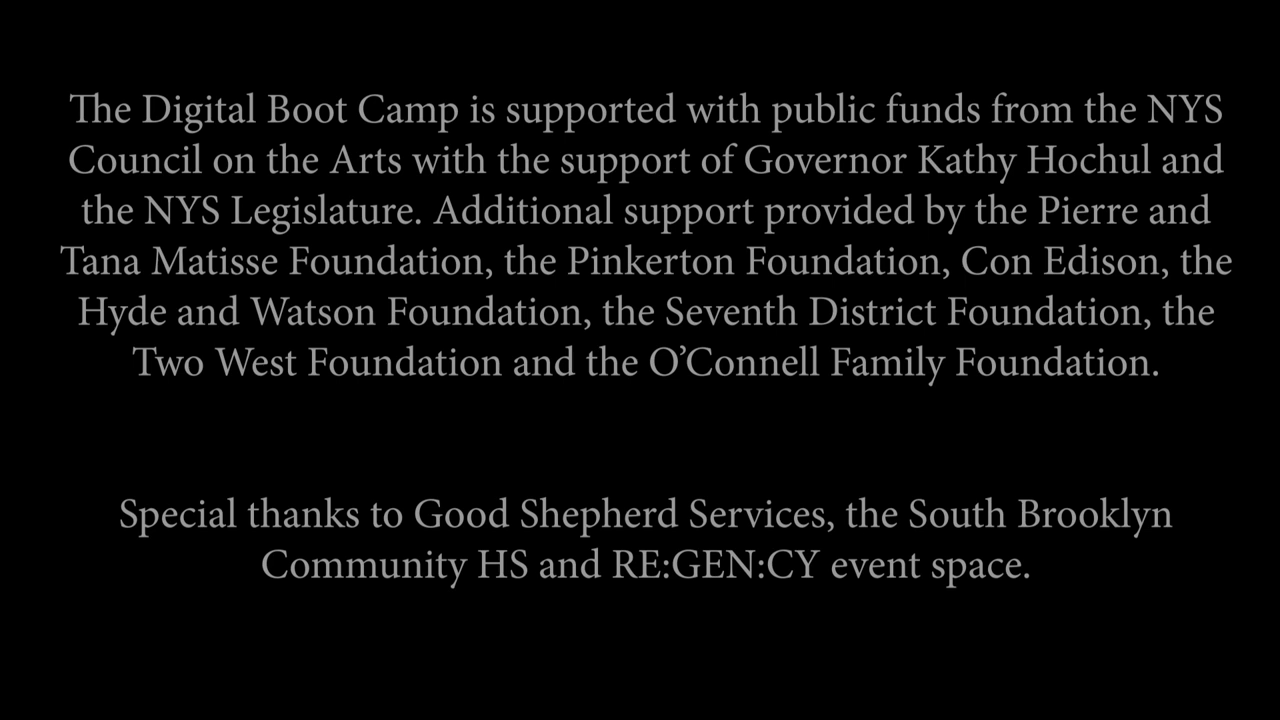 The Digital Boot Camp is supported with public funds from the NYS
Council on the Arts with the support of Governor Kathy Hochul and
the NYS Legislature. Additional support provided by the Pierre and
Tana Matisse Foundation, the Pinkerton Foundation, Con Edison, the
Hyde and Watson Foundation, the Seventh District Foundation, the
Two West Foundation and the O’Connell Family Foundation.
Special thanks to Good Shepherd Services, the South Brooklyn
Community HS and RE:GEN:CY event space.